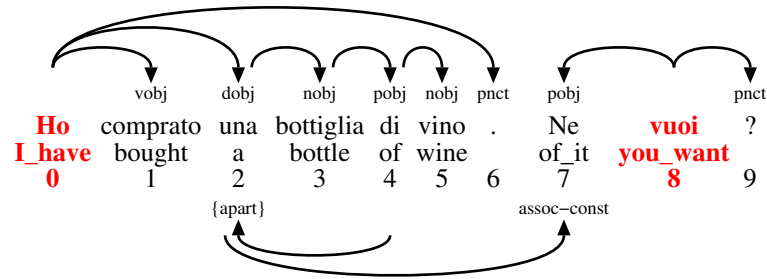 vobj dobj nobj pobj nobj pnct pobj pnct
Ho comprato una bottiglia di vino . Ne vuoi ?
I_have bought a bottle of wine of_it you_want
0 1 2 3 4 5 6 7 8 9
{apart} assoc−const